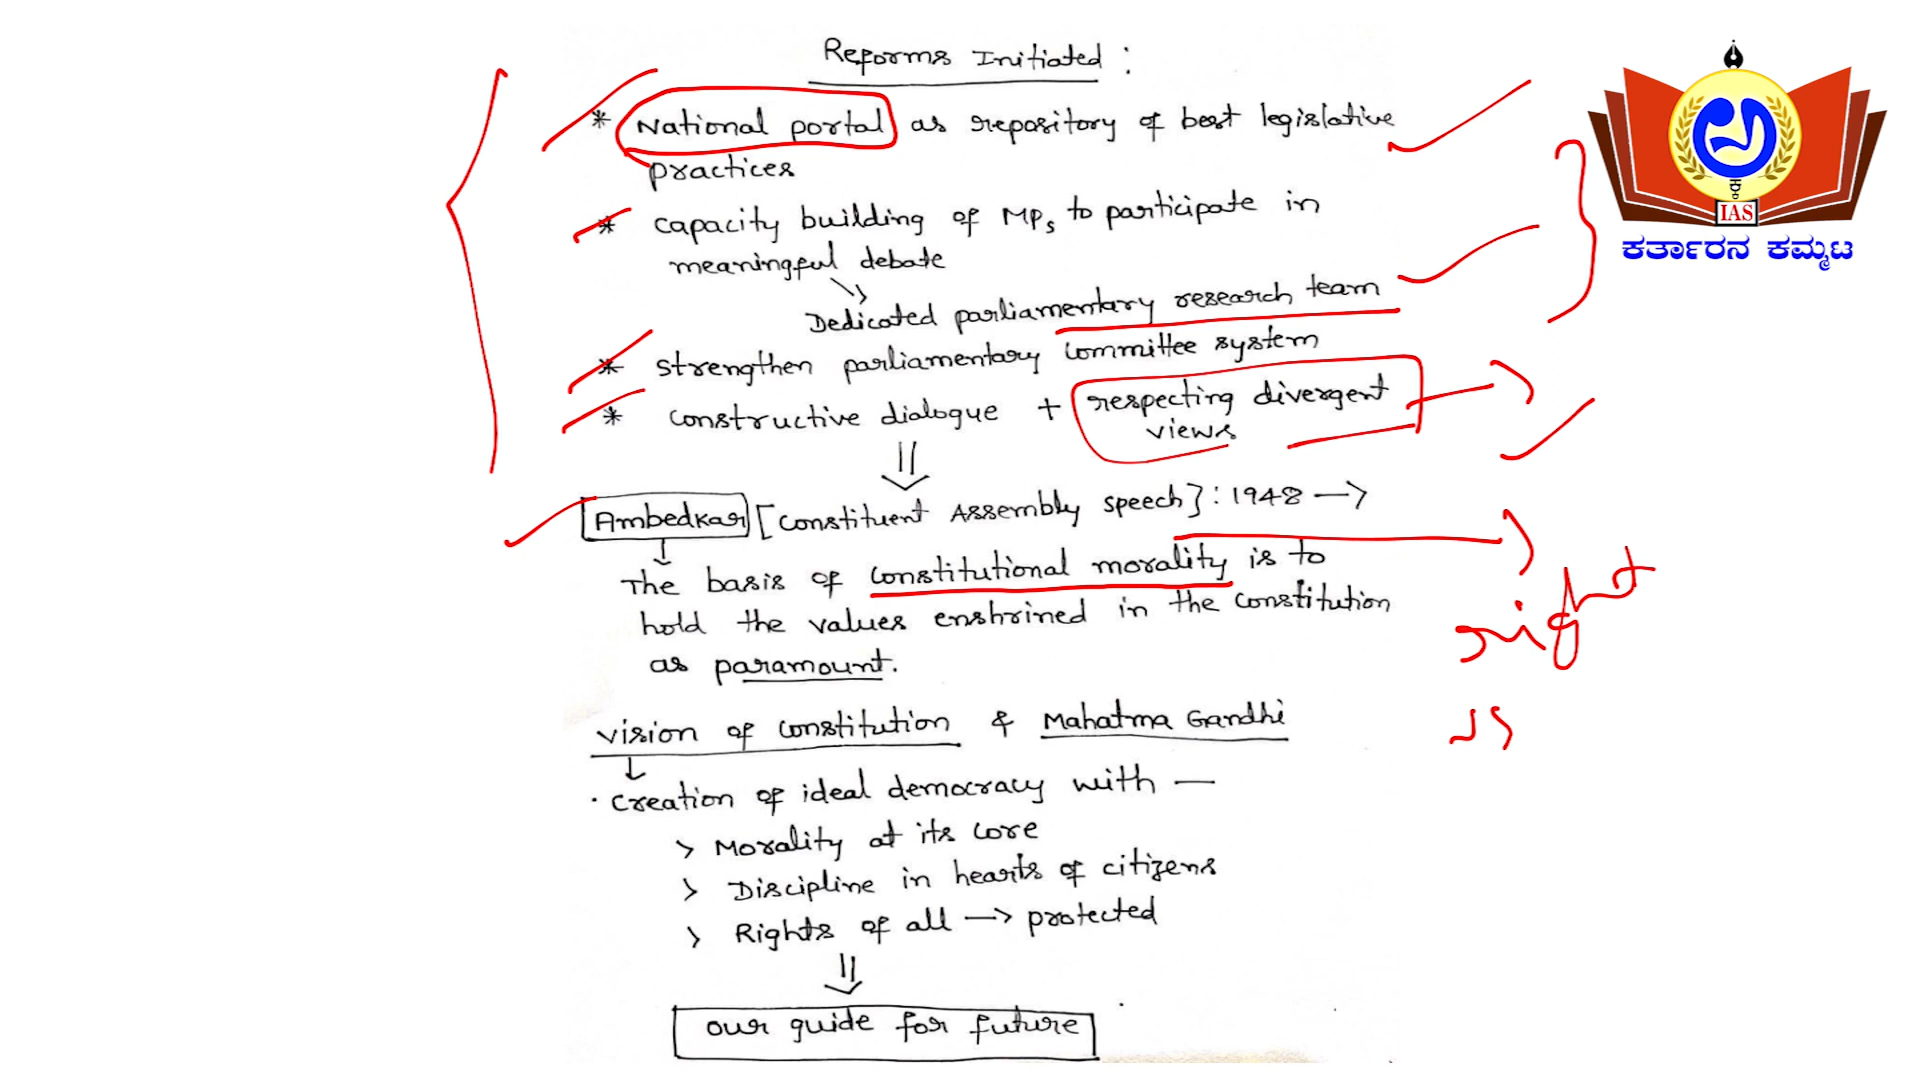 Reforms Initiated :
* National portal as repository of best legislative
practices
* capacity building of MPs to participate in
meaningful debate
Dedicated parliamentary research team
* strengthen parliamentary committee system
* constructive dialogue + respecting divergent
views
Ambedkar [constituent Assembly speech] : 1948 →
The basis of constitutional morality is to
hold the values enshrined in the constitution
as paramount.
vision of constitution & Mahatma Gandhi
· creation of ideal democracy with —
> Morality at its core
> Discipline in hearts of citizens
> Rights of all → protected
our guide for future
right
vs
IAS
ಕರ್ತಾರನ ಕಮ್ಮಟ